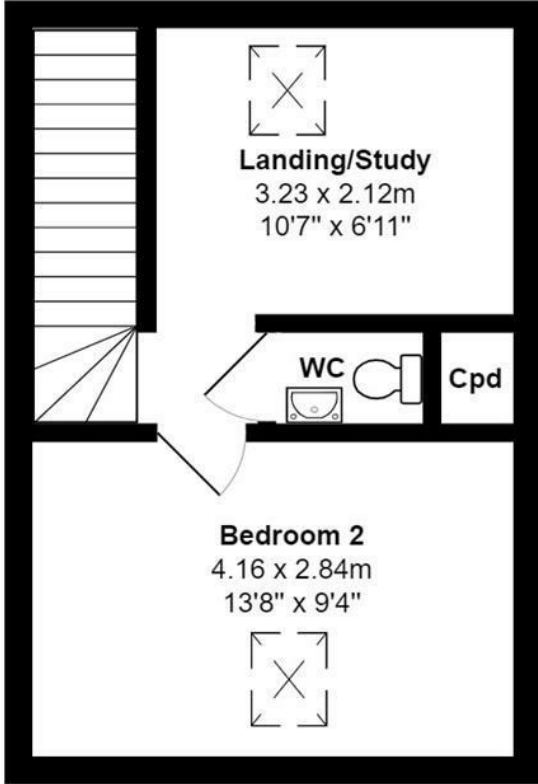 Landing/Study
3.23 x 2.12m
10'7" x 6'11"
WC
Cpd
Bedroom 2
4.16 x 2.84m
13'8" x 9'4"